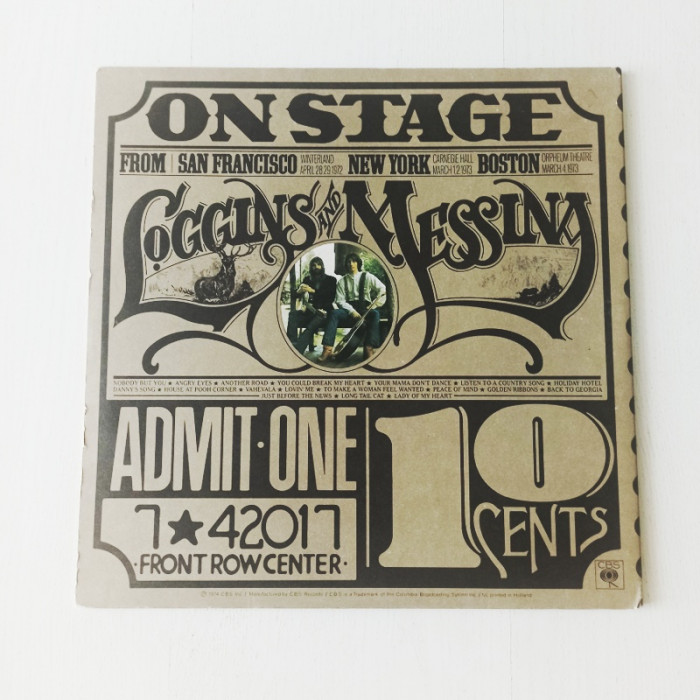 ON STAGE
FROM SAN FRANCISCO WINTERLAND APRIL 28.29.1972 NEW YORK CARNEGIE HALL MARCH 1.2.1973 BOSTON ORPHEUM THEATRE MARCH 4.1973
LOGGINS AND MESSINA
NOBODY BUT YOU ★ ANGRY EYES ★ ANOTHER ROAD ★ YOU COULD BREAK MY HEART ★ YOUR MAMA DON'T DANCE ★ LISTEN TO A COUNTRY SONG ★ HOLIDAY HOTEL
DANNY'S SONG ★ HOUSE AT POOH CORNER ★ VAHEVALA ★ LOVIN' ME ★ TO MAKE A WOMAN FEEL WANTED ★ PEACE OF MIND ★ GOLDEN RIBBONS ★ BACK TO GEORGIA
JUST BEFORE THE NEWS ★ LONG TAIL CAT ★ LADY OF MY HEART
ADMIT·ONE
7★42017
·FRONT ROW CENTER·
10
CENTS
CBS